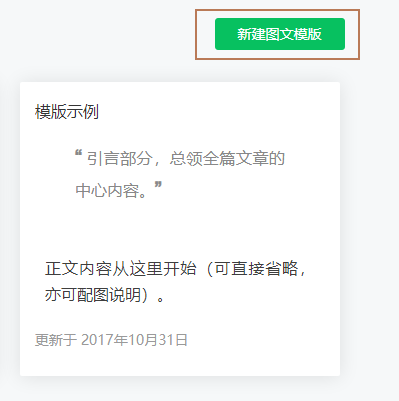 新建图文模版
模版示例
❝ 引言部分，总领全篇文章的
中心内容。❞
正文内容从这里开始（可直接省略，
亦可配图说明）。
更新于 2017年10月31日